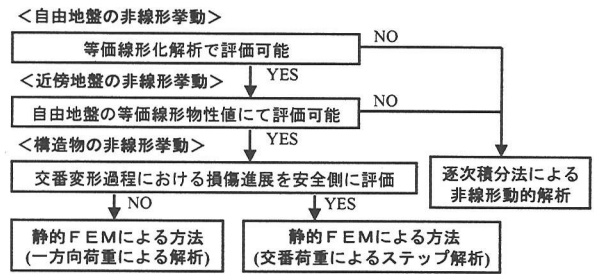 ＜自由地盤の非線形挙動＞
等価線形化解析で評価可能
NO
YES
＜近傍地盤の非線形挙動＞
自由地盤の等価線形物性値にて評価可能
NO
YES
＜構造物の非線形挙動＞
交番変形過程における損傷進展を安全側に評価
逐次積分法による
非線形動的解析
NO
YES
静的ＦＥＭによる方法
(一方向荷重による解析)
静的ＦＥＭによる方法
(交番荷重によるステップ解析)